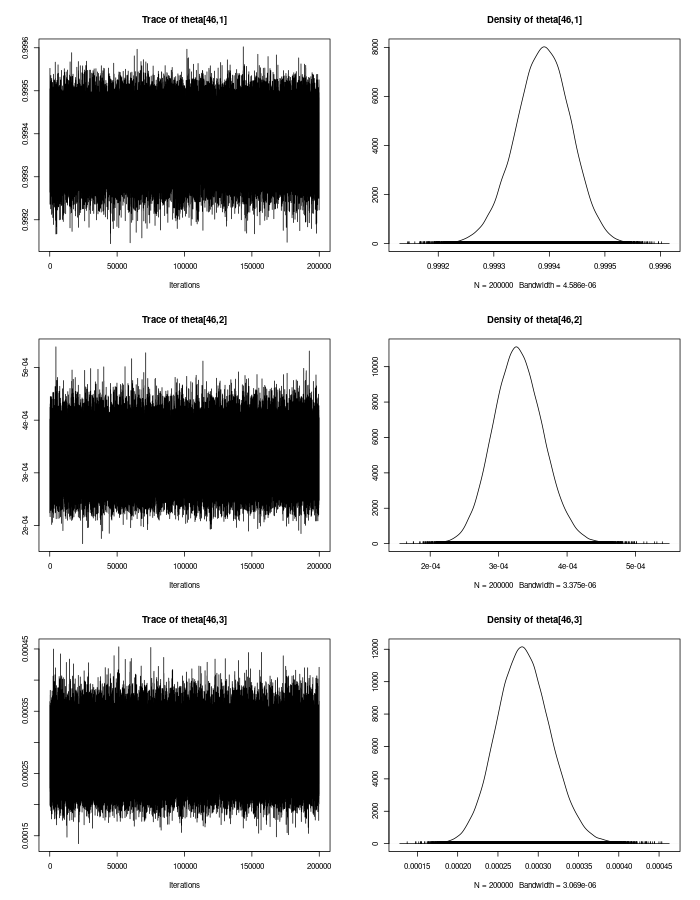 Trace of theta[46,1]
0.9992 0.9993 0.9994 0.9995 0.9996
0 50000 100000 150000 200000
Iterations
Density of theta[46,1]
0 2000 4000 6000 8000
0.9992 0.9993 0.9994 0.9995 0.9996
N = 200000 Bandwidth = 4.586e-06
Trace of theta[46,2]
2e-04 3e-04 4e-04 5e-04
0 50000 100000 150000 200000
Iterations
Density of theta[46,2]
0 2000 4000 6000 8000 10000
2e-04 3e-04 4e-04 5e-04
N = 200000 Bandwidth = 3.375e-06
Trace of theta[46,3]
0.00015 0.00025 0.00035 0.00045
0 50000 100000 150000 200000
Iterations
Density of theta[46,3]
0 2000 4000 6000 8000 10000 12000
0.00015 0.00020 0.00025 0.00030 0.00035 0.00040 0.00045
N = 200000 Bandwidth = 3.069e-06